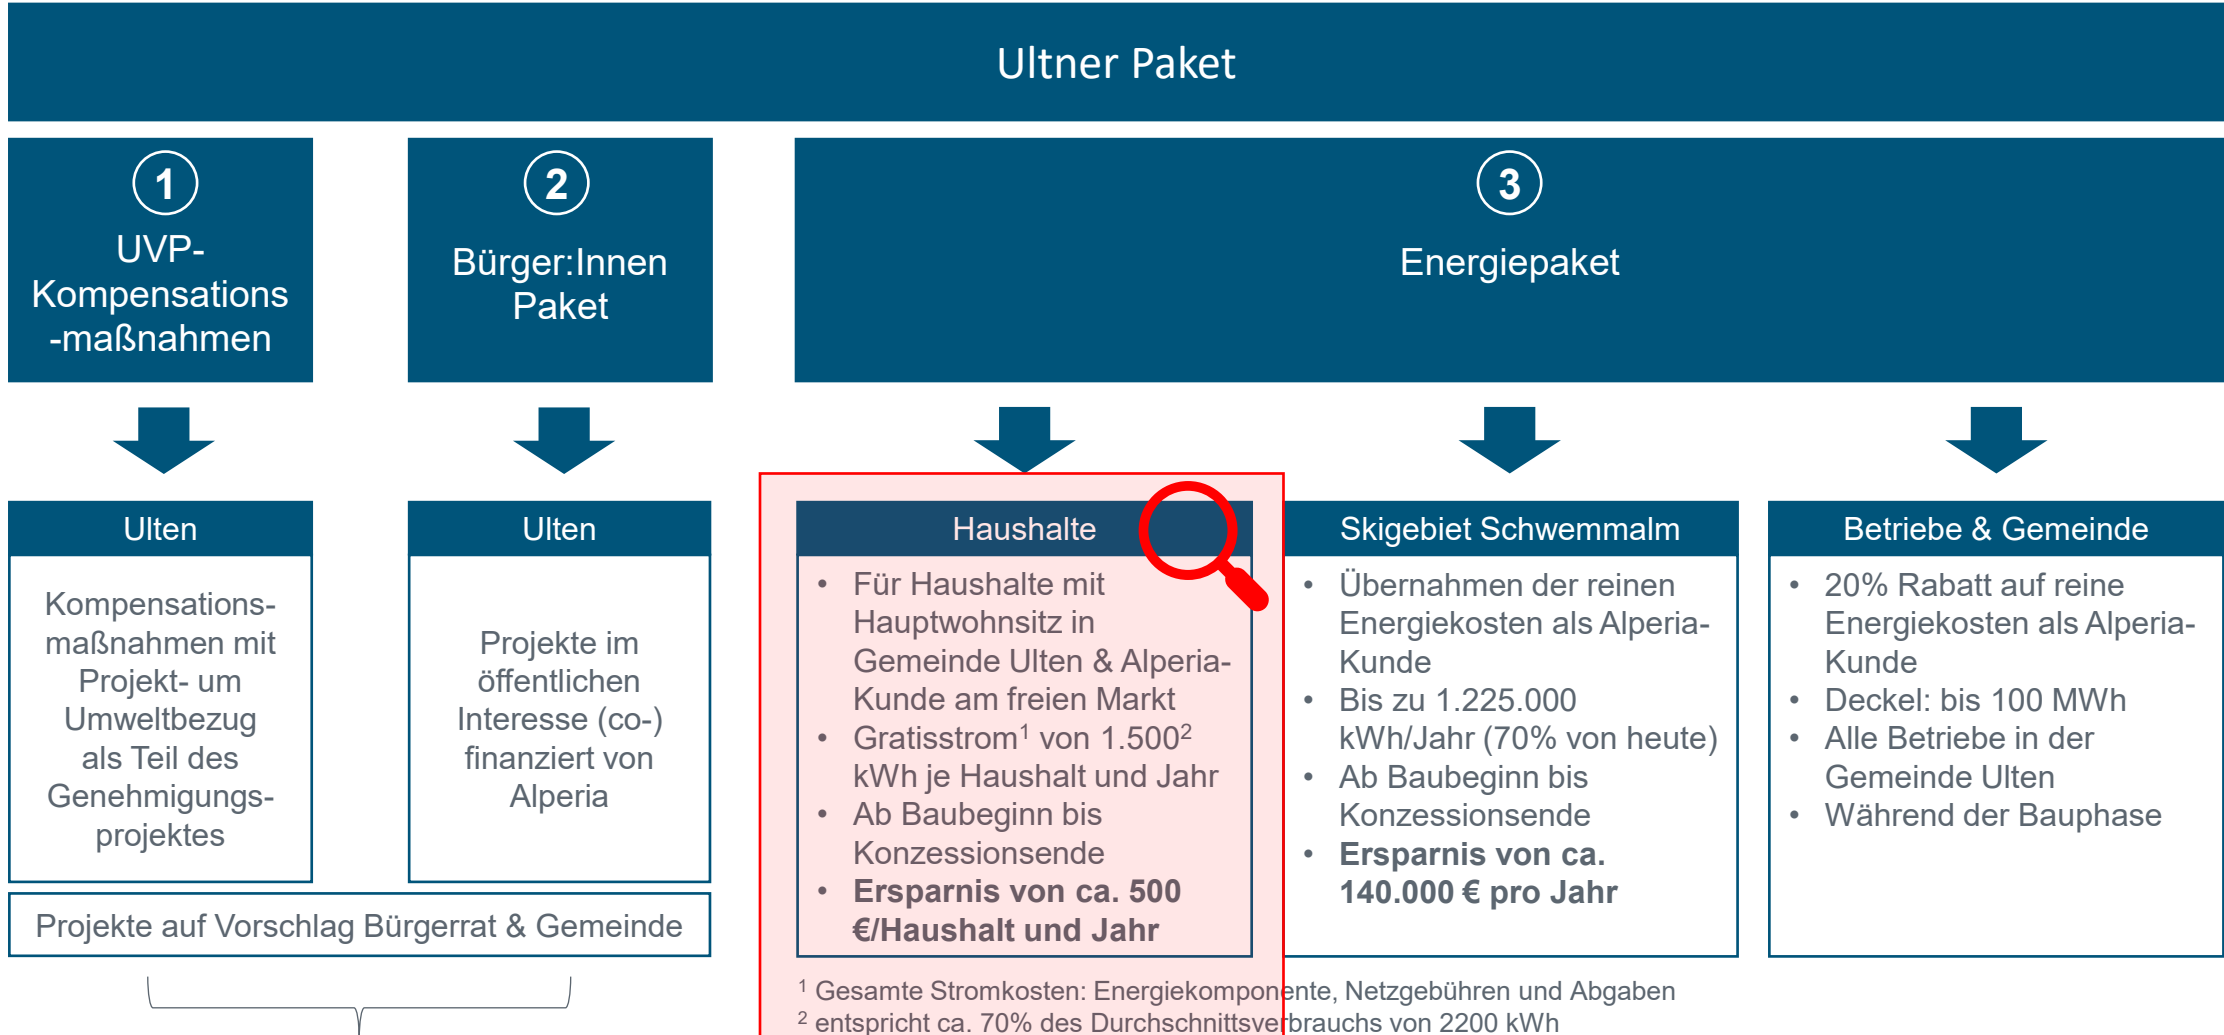 Ultner Paket
1
UVP-
Kompensations
-maßnahmen
2
Bürger:Innen
Paket
3
Energiepaket
Ulten
Kompensations-
maßnahmen mit
Projekt- um
Umweltbezug
als Teil des
Genehmigungs-
projektes
Ulten
Projekte im
öffentlichen
Interesse (co-)
finanziert von
Alperia
Projekte auf Vorschlag Bürgerrat & Gemeinde
Haushalte
• Für Haushalte mit
Hauptwohnsitz in
Gemeinde Ulten & Alperia-
Kunde am freien Markt
• Gratisstrom¹ von 1.500²
kWh je Haushalt und Jahr
• Ab Baubeginn bis
Konzessionsende
• Ersparnis von ca. 500
€/Haushalt und Jahr
Skigebiet Schwemmalm
• Übernahmen der reinen
Energiekosten als Alperia-
Kunde
• Bis zu 1.225.000
kWh/Jahr (70% von heute)
• Ab Baubeginn bis
Konzessionsende
• Ersparnis von ca.
140.000 € pro Jahr
Betriebe & Gemeinde
• 20% Rabatt auf reine
Energiekosten als Alperia-
Kunde
• Deckel: bis 100 MWh
• Alle Betriebe in der
Gemeinde Ulten
• Während der Bauphase
¹ Gesamte Stromkosten: Energiekomponente, Netzgebühren und Abgaben
² entspricht ca. 70% des Durchschnittsverbrauchs von 2200 kWh